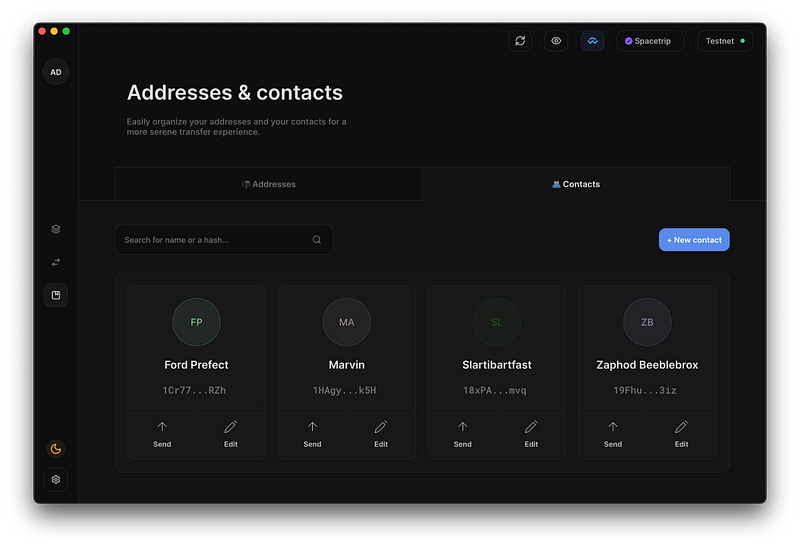 AD
Spacetrip
Testnet
Addresses & contacts
Easily organize your addresses and your contacts for a
more serene transfer experience.
Addresses
Contacts
Search for name or a hash...
+ New contact
FP
MA
SL
ZB
Ford Prefect
Marvin
Slartibartfast
Zaphod Beeblebrox
1Cr77...RZh
1HAgy...k5H
18xPA...mvq
19Fhu...3iz
Send
Edit
Send
Edit
Send
Edit
Send
Edit